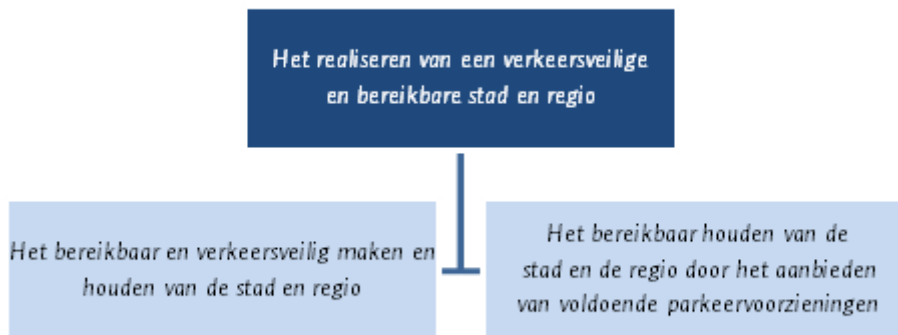 Het realiseren van een verkeersveilige
en bereikbare stad en regio
Het bereikbaar en verkeersveilig maken en
houden van de stad en regio
Het bereikbaar houden van de
stad en de regio door het aanbieden
van voldoende parkeervoorzieningen